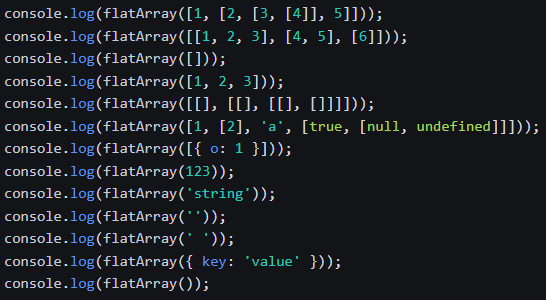 console.log(flatArray([1, [2, [3, [4]], 5]]));
console.log(flatArray([[1, 2, 3], [4, 5], [6]]));
console.log(flatArray([]));
console.log(flatArray([1, 2, 3]));
console.log(flatArray([[], [[], [[], []]]]));
console.log(flatArray([1, [2], 'a', [true, [null, undefined]]]));
console.log(flatArray([{ o: 1 }]));
console.log(flatArray(123));
console.log(flatArray('string'));
console.log(flatArray(''));
console.log(flatArray(' '));
console.log(flatArray({ key: 'value' }));
console.log(flatArray());